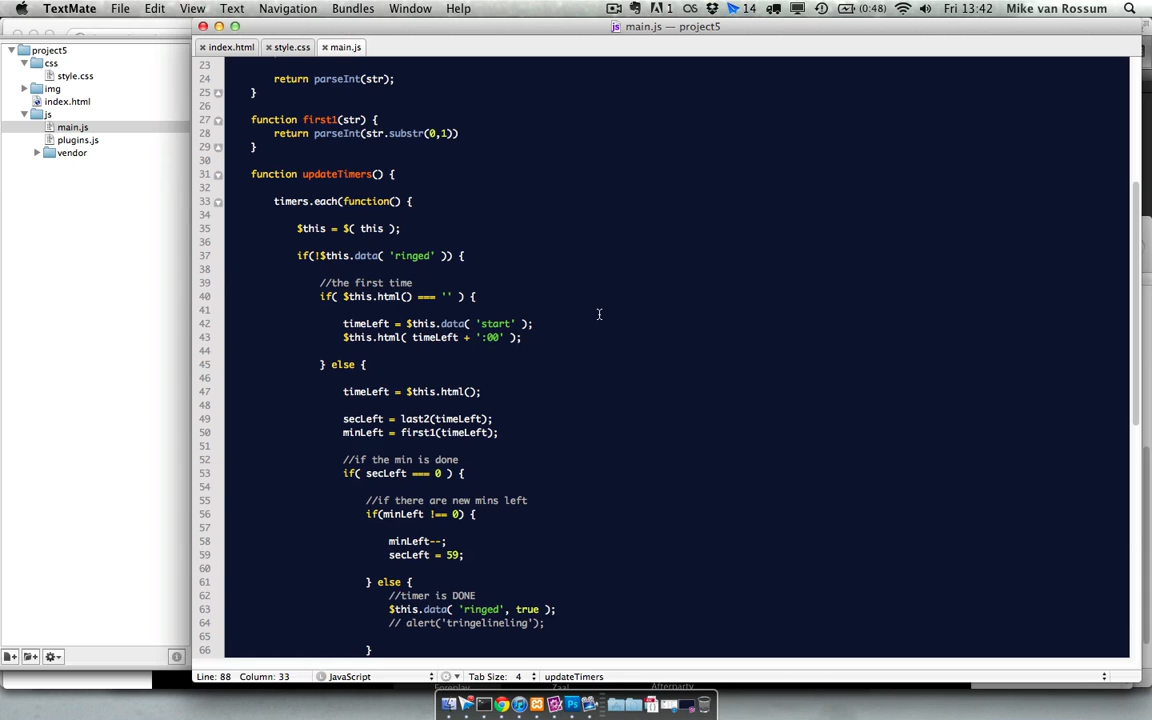 TextMate File Edit View Text Navigation Bundles Window Help 1 OS 14 (0:48) Fri 13:42 Mike van Rossum
main.js — project5
index.html style.css main.js
project5
css
style.css
img
index.html
js
main.js
plugins.js
vendor
23
24 return parseInt(str);
25 }
26
27 function first1(str) {
28 return parseInt(str.substr(0,1))
29 }
30
31 function updateTimers() {
32
33 timers.each(function() {
34
35 $this = $( this );
36
37 if(!$this.data( 'ringed' )) {
38
39 //the first time
40 if( $this.html() === '' ) {
41
42 timeLeft = $this.data( 'start' );
43 $this.html( timeLeft + ':00' );
44
45 } else {
46
47 timeLeft = $this.html();
48
49 secLeft = last2(timeLeft);
50 minLeft = first1(timeLeft);
51
52 //if the min is done
53 if( secLeft === 0 ) {
54
55 //if there are new mins left
56 if(minLeft !== 0) {
57
58 minLeft--;
59 secLeft = 59;
60
61 } else {
62 //timer is DONE
63 $this.data( 'ringed', true );
64 // alert('tringelineling');
65
66 }
Line: 88 Column: 33 JavaScript Tab Size: 4 updateTimers
Foreplay Zaal Afterparty